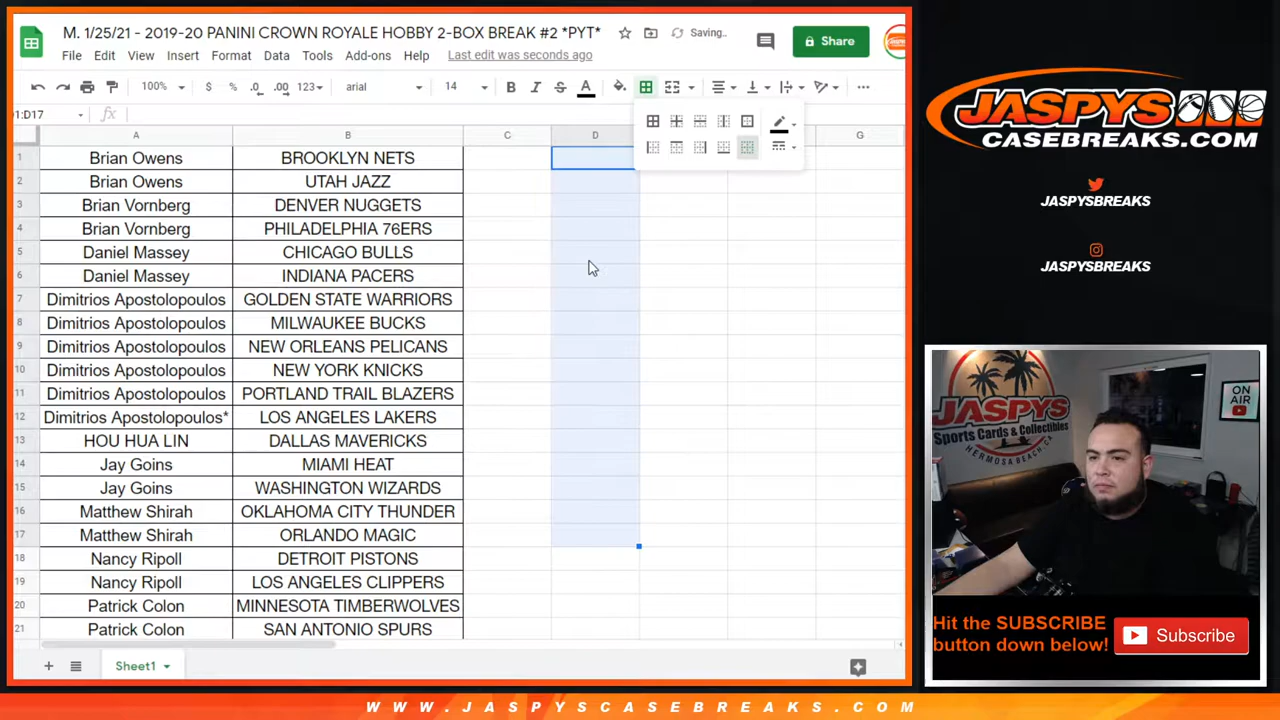 M. 1/25/21 - 2019-20 PANINI CROWN ROYALE HOBBY 2-BOX BREAK #2 *PYT*
Saving...
Share
File Edit View Insert Format Data Tools Add-ons Help Last edit was seconds ago
100% $ % .0 .00 123 arial 14 B I S A
1:D17 fx
A B C D G
1 Brian Owens BROOKLYN NETS
2 Brian Owens UTAH JAZZ
3 Brian Vornberg DENVER NUGGETS
4 Brian Vornberg PHILADELPHIA 76ERS
5 Daniel Massey CHICAGO BULLS
6 Daniel Massey INDIANA PACERS
7 Dimitrios Apostolopoulos GOLDEN STATE WARRIORS
8 Dimitrios Apostolopoulos MILWAUKEE BUCKS
9 Dimitrios Apostolopoulos NEW ORLEANS PELICANS
10 Dimitrios Apostolopoulos NEW YORK KNICKS
11 Dimitrios Apostolopoulos PORTLAND TRAIL BLAZERS
12 Dimitrios Apostolopoulos* LOS ANGELES LAKERS
13 HOU HUA LIN DALLAS MAVERICKS
14 Jay Goins MIAMI HEAT
15 Jay Goins WASHINGTON WIZARDS
16 Matthew Shirah OKLAHOMA CITY THUNDER
17 Matthew Shirah ORLANDO MAGIC
18 Nancy Ripoll DETROIT PISTONS
19 Nancy Ripoll LOS ANGELES CLIPPERS
20 Patrick Colon MINNESOTA TIMBERWOLVES
21 Patrick Colon SAN ANTONIO SPURS
Sheet1
JASPYS
CASEBREAKS.COM
JASPYSBREAKS
JASPYSBREAKS
JASPYS
Sports Cards & Collectibles
HERMOSA BEACH, CA
ON
AIR
Hit the SUBSCRIBE
button down below!
Subscribe
WWW.JASPYSCASEBREAKS.COM